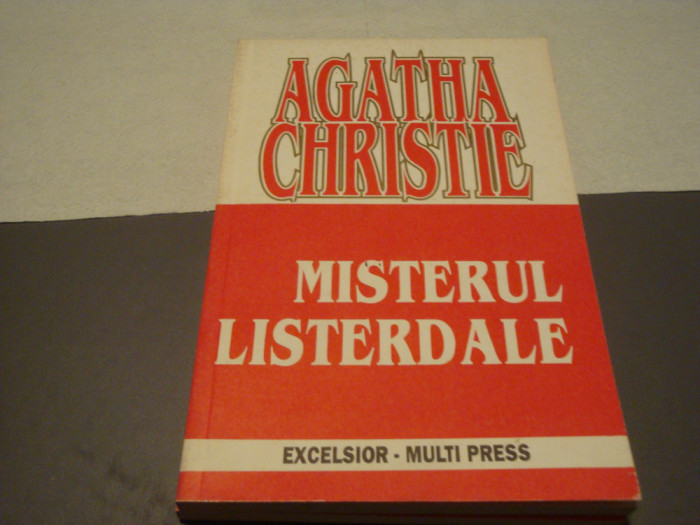 AGATHA
CHRISTIE
MISTERUL
LISTERDALE
EXCELSIOR - MULTI PRESS